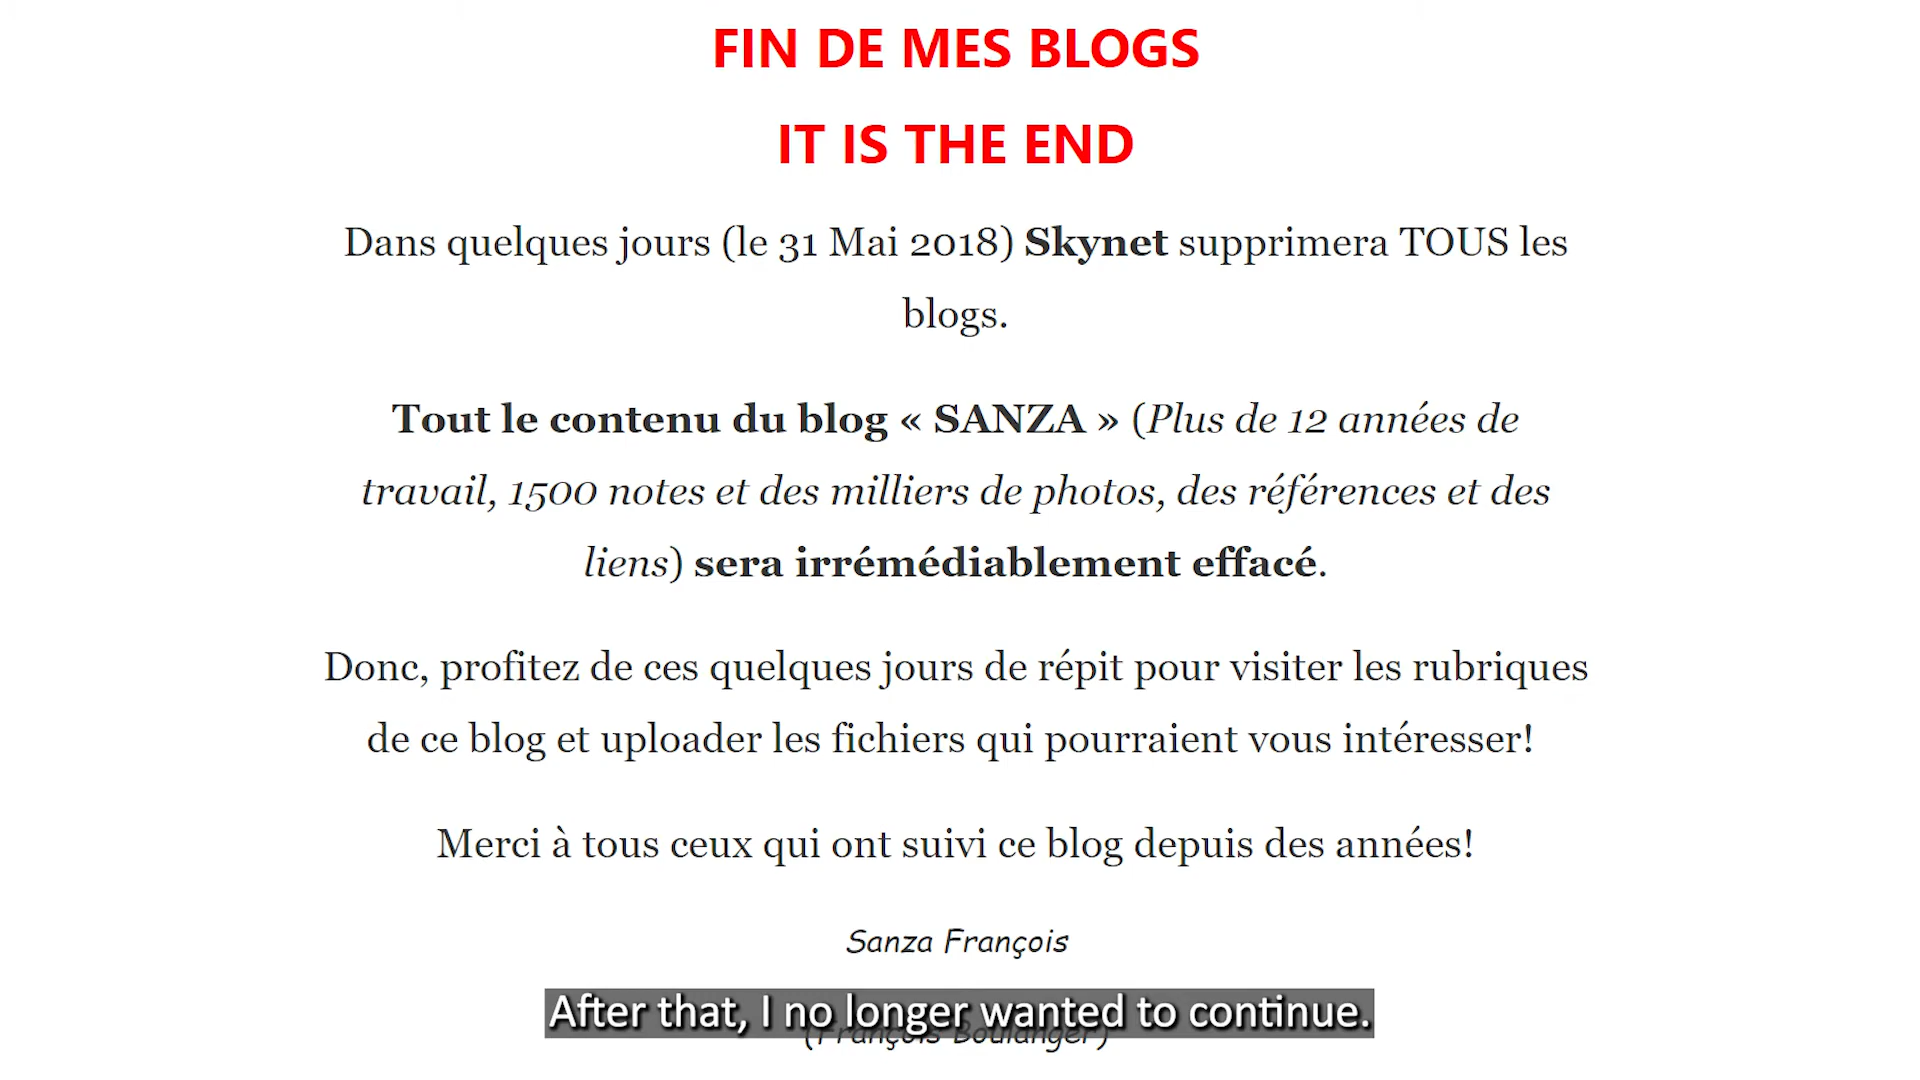 FIN DE MES BLOGS
IT IS THE END
Dans quelques jours (le 31 Mai 2018) Skynet supprimera TOUS les
blogs.
Tout le contenu du blog « SANZA » (Plus de 12 années de
travail, 1500 notes et des milliers de photos, des références et des
liens) sera irrémédiablement effacé.
Donc, profitez de ces quelques jours de répit pour visiter les rubriques
de ce blog et uploader les fichiers qui pourraient vous intéresser!
Merci à tous ceux qui ont suivi ce blog depuis des années!
Sanza François
After that, I no longer wanted to continue.
(François Boulanger)